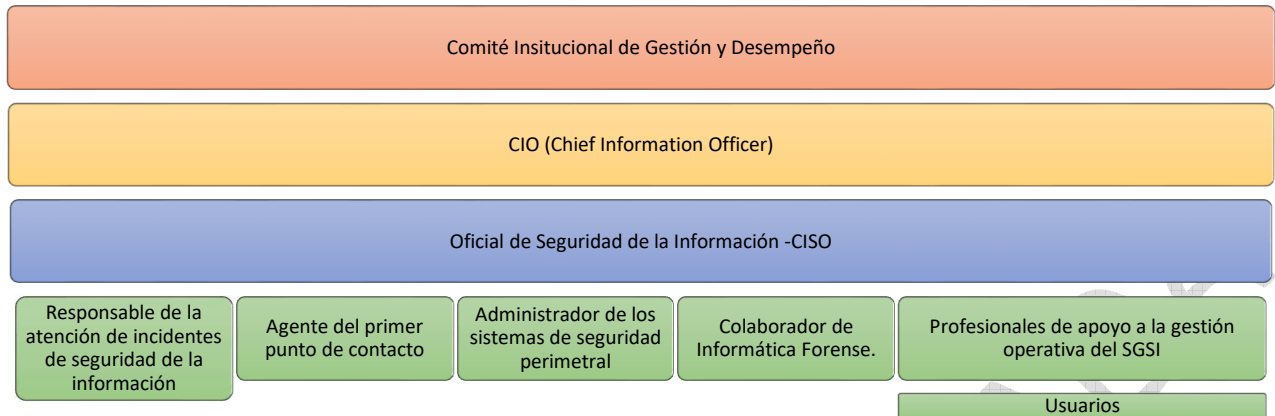 Comité Insitucional de Gestión y Desempeño
CIO (Chief Information Officer)
Oficial de Seguridad de la Información -CISO
Responsable de la
atención de incidentes
de seguridad de la
información
Agente del primer
punto de contacto
Administrador de los
sistemas de seguridad
perimetral
Colaborador de
Informática Forense.
Profesionales de apoyo a la gestión
operativa del SGSI
Usuarios